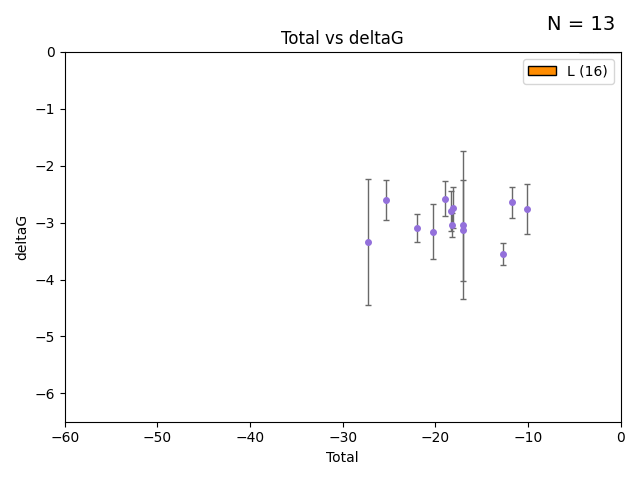 N = 13
Total vs deltaG
L (16)
0
−1
−2
−3
−4
−5
−6
deltaG
−60 −50 −40 −30 −20 −10 0
Total